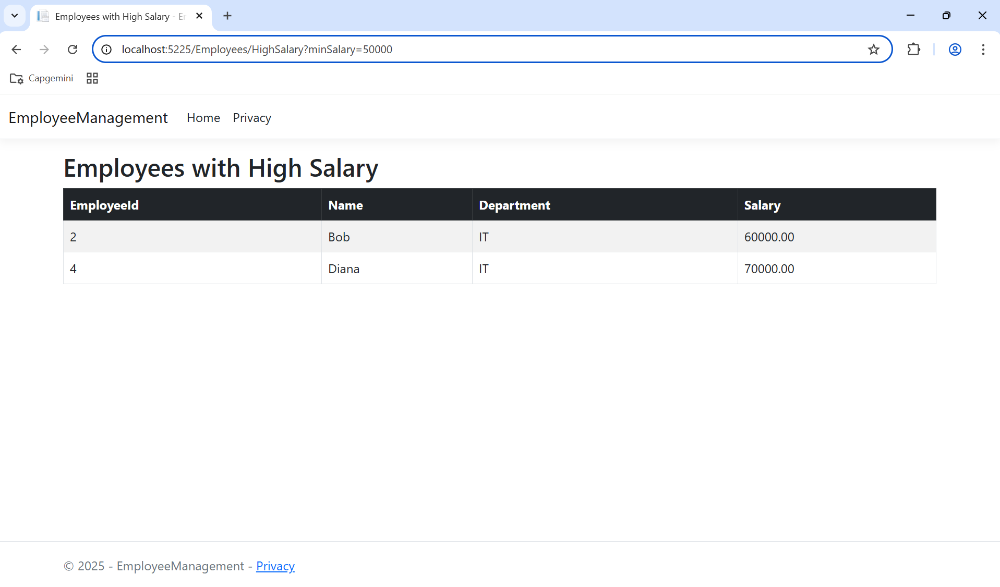 Employees with High Salary - Er
localhost:5225/Employees/HighSalary?minSalary=50000
Capgemini
EmployeeManagement Home Privacy
Employees with High Salary
EmployeeId Name Department Salary
2 Bob IT 60000.00
4 Diana IT 70000.00
© 2025 - EmployeeManagement - Privacy